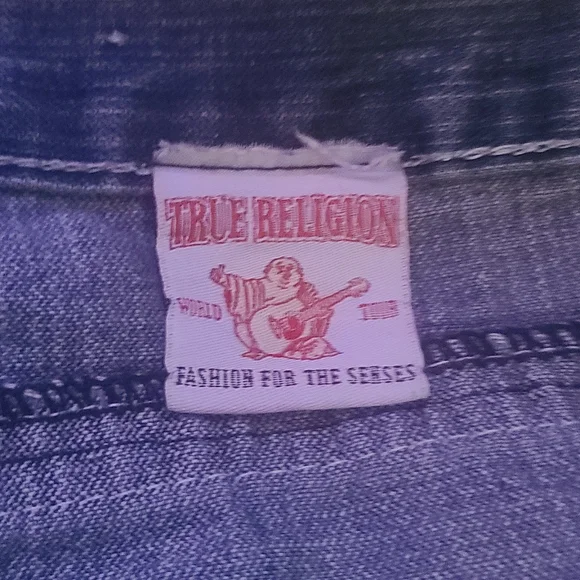 TRUE RELIGION
WORLD TOUR
FASHION FOR THE SENSES